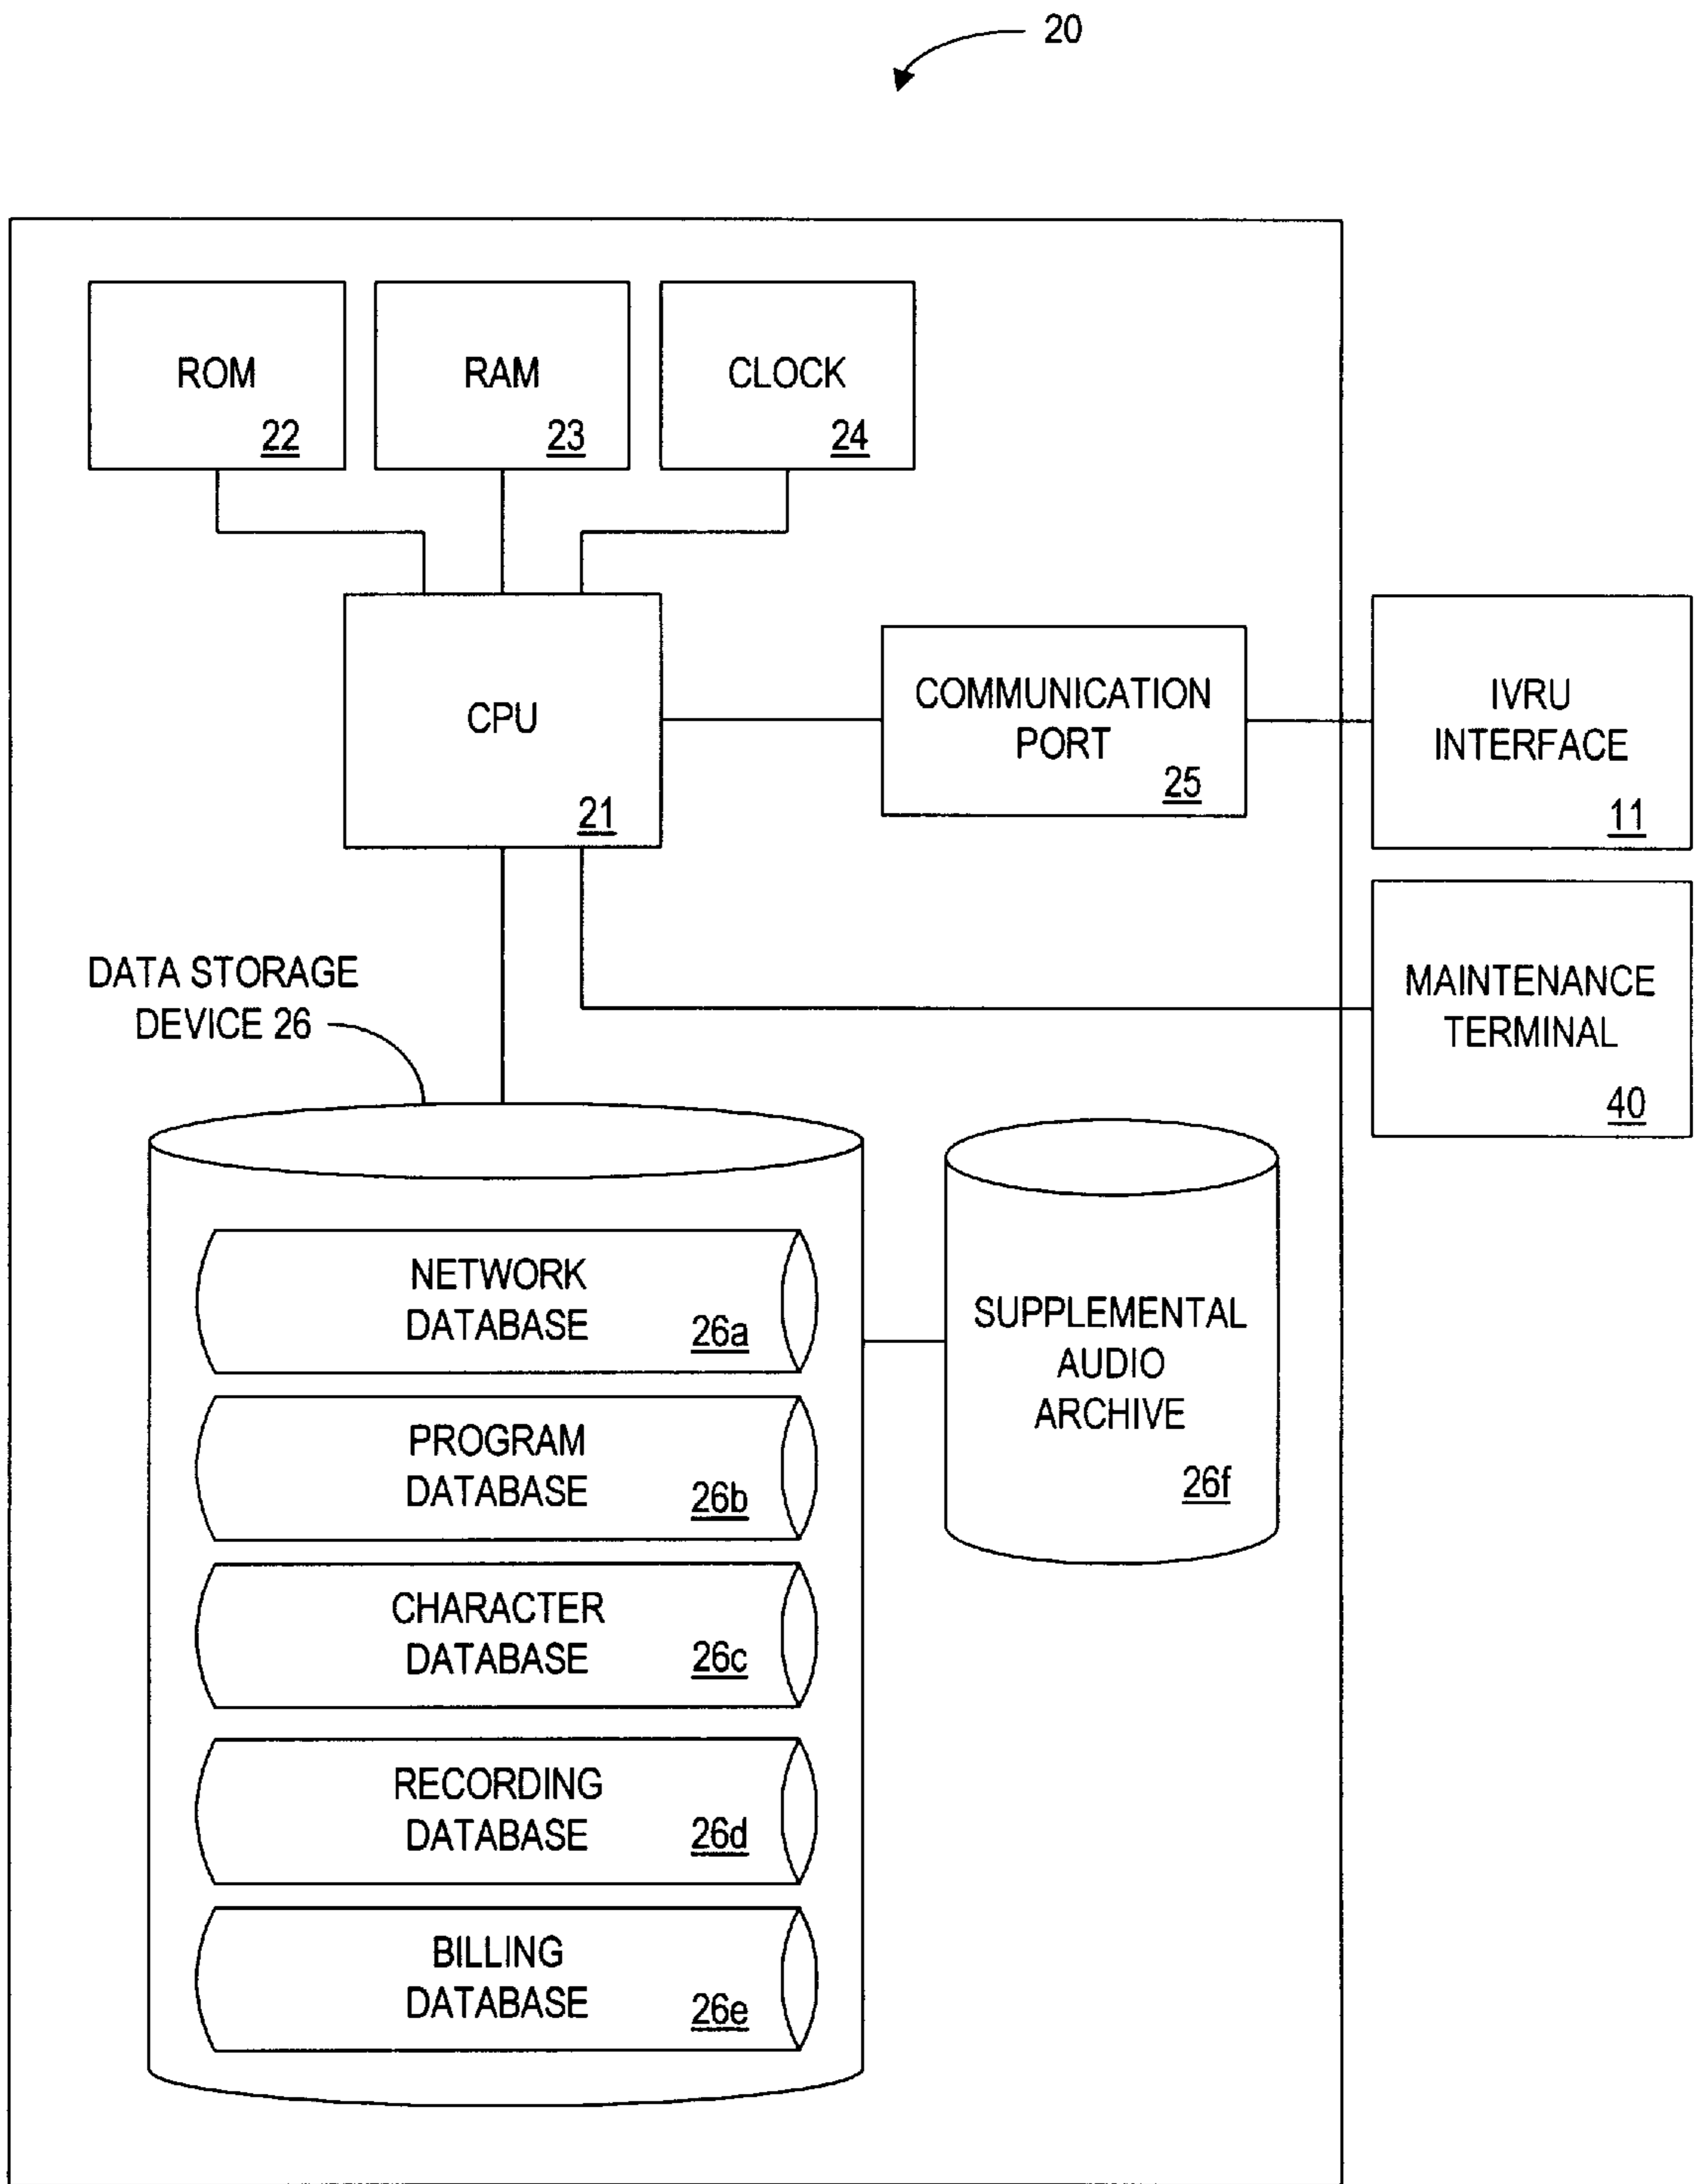 20
ROM
22
RAM
23
CLOCK
24
CPU
21
COMMUNICATION
PORT
25
IVRU
INTERFACE
11
MAINTENANCE
TERMINAL
40
DATA STORAGE
DEVICE 26
NETWORK
DATABASE
26a
PROGRAM
DATABASE
26b
CHARACTER
DATABASE
26c
RECORDING
DATABASE
26d
BILLING
DATABASE
26e
SUPPLEMENTAL
AUDIO
ARCHIVE
26f